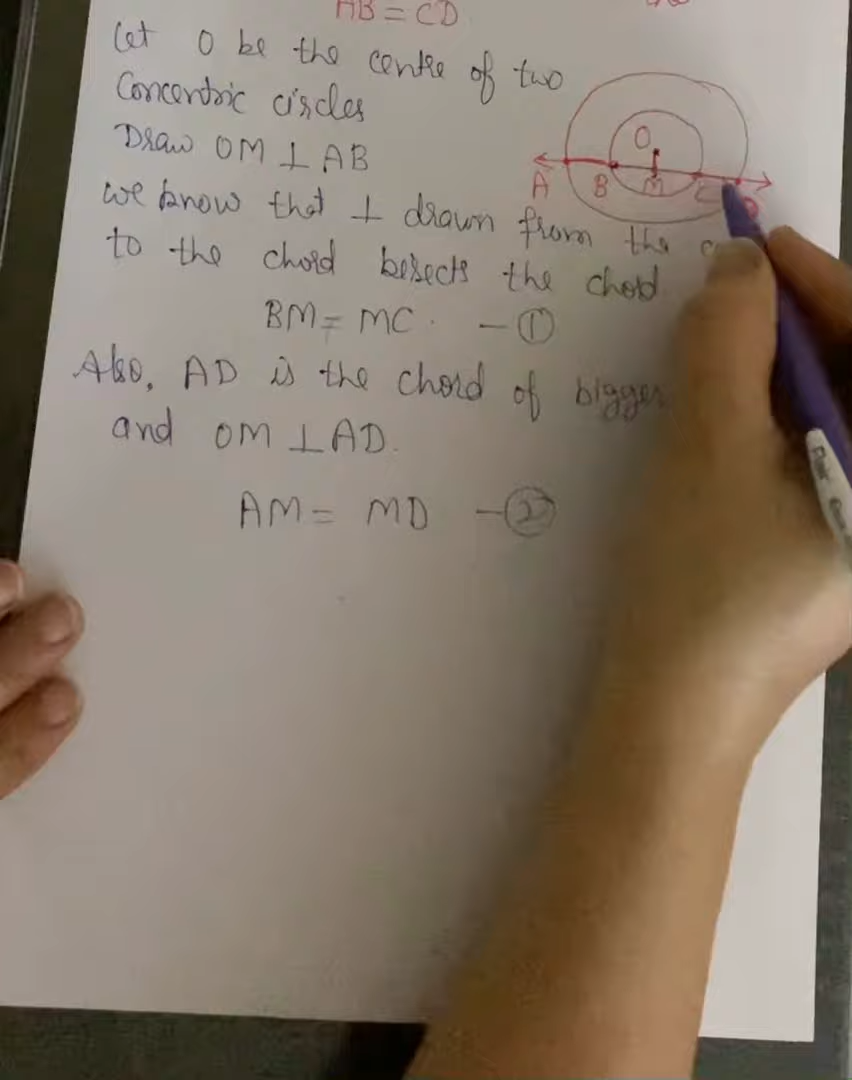 AB = CD
Let O be the centre of two
Concentric circles
Draw OM ⊥ AB
we know that ⊥ drawn from the
to the chord besects the chord.
BM = MC. - ①
Also, AD is the chord of bigger
and OM ⊥ AD.
AM = MD - ②
O
A B M C D